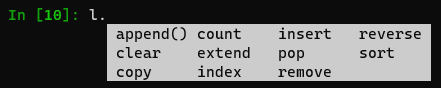 In [10]: l.
append() count insert reverse
clear extend pop sort
copy index remove